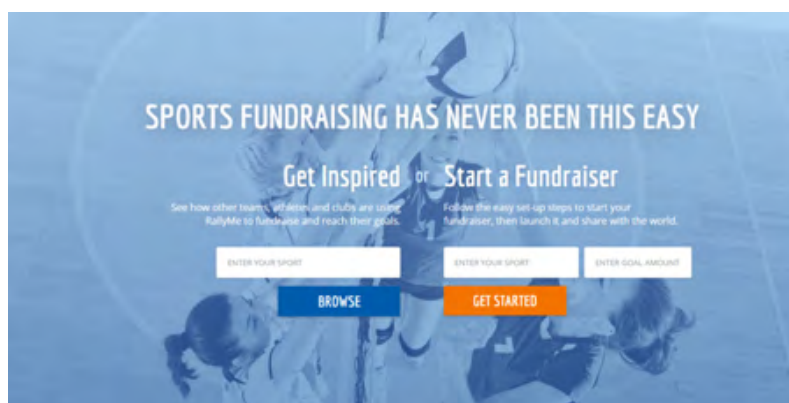 SPORTS FUNDRAISING HAS NEVER BEEN THIS EASY
Get Inspired
or
Start a Fundraiser
See how other teams, athletes and clubs are using
RallyMe to fundraise and reach their goals.
Follow the easy set-up steps to start your
fundraiser, then launch it and share with the world.
ENTER YOUR SPORT
BROWSE
ENTER YOUR SPORT
ENTER GOAL AMOUNT
GET STARTED